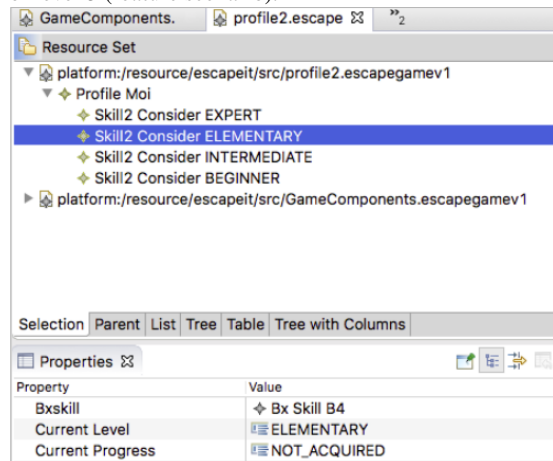 GameComponents.
profile2.escape
"2
Resource Set
platform:/resource/escapeit/src/profile2.escapegamev1
Profile Moi
Skill2 Consider EXPERT
Skill2 Consider ELEMENTARY
Skill2 Consider INTERMEDIATE
Skill2 Consider BEGINNER
platform:/resource/escapeit/src/GameComponents.escapegamev1
Selection Parent List Tree Table Tree with Columns
Properties
Property Value
Bxskill Bx Skill B4
Current Level ELEMENTARY
Current Progress NOT_ACQUIRED